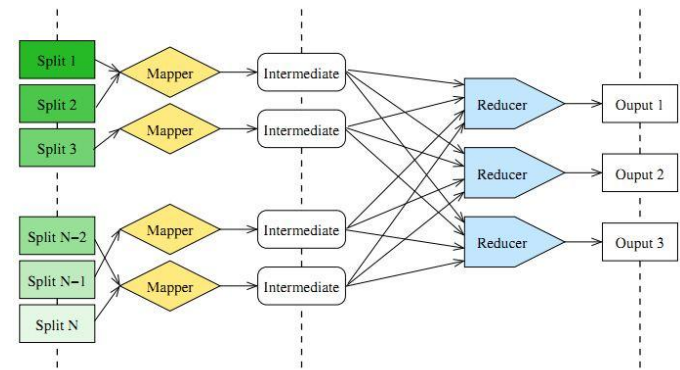 Split 1
Split 2
Split 3
Split N−2
Split N−1
Split N
Mapper
Mapper
Mapper
Mapper
Intermediate
Intermediate
Intermediate
Intermediate
Reducer
Reducer
Reducer
Ouput 1
Ouput 2
Ouput 3